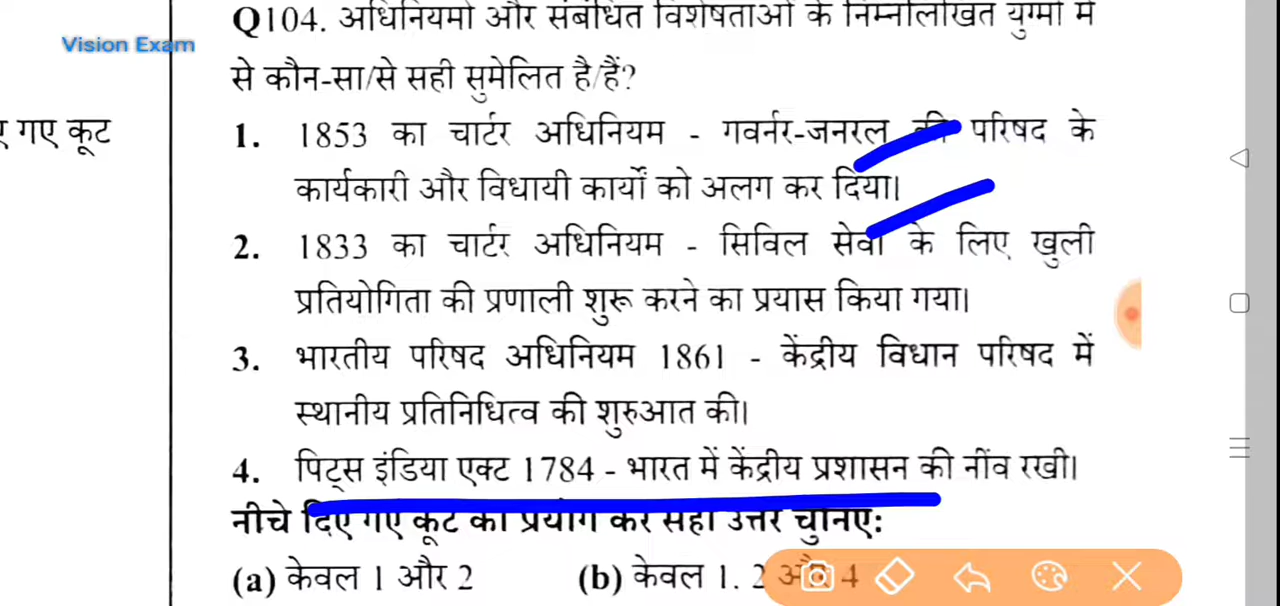 Q104. अधिनियमों और संबंधित विशेषताओं के निम्नलिखित युग्मों में
Vision Exam
से कौन-सा/से सही सुमेलित है/हैं?
ए गए कूट
1. 1853 का चार्टर अधिनियम - गवर्नर-जनरल की परिषद के
कार्यकारी और विधायी कार्यों को अलग कर दिया।
2. 1833 का चार्टर अधिनियम - सिविल सेवा के लिए खुली
प्रतियोगिता की प्रणाली शुरू करने का प्रयास किया गया।
3. भारतीय परिषद अधिनियम 1861 - केंद्रीय विधान परिषद में
स्थानीय प्रतिनिधित्व की शुरुआत की।
4. पिट्स इंडिया एक्ट 1784 - भारत में केंद्रीय प्रशासन की नींव रखी।
नीचे दिए गए कूट का प्रयोग कर सही उत्तर चुनिए:
(a) केवल 1 और 2 (b) केवल 1. 2 और 4